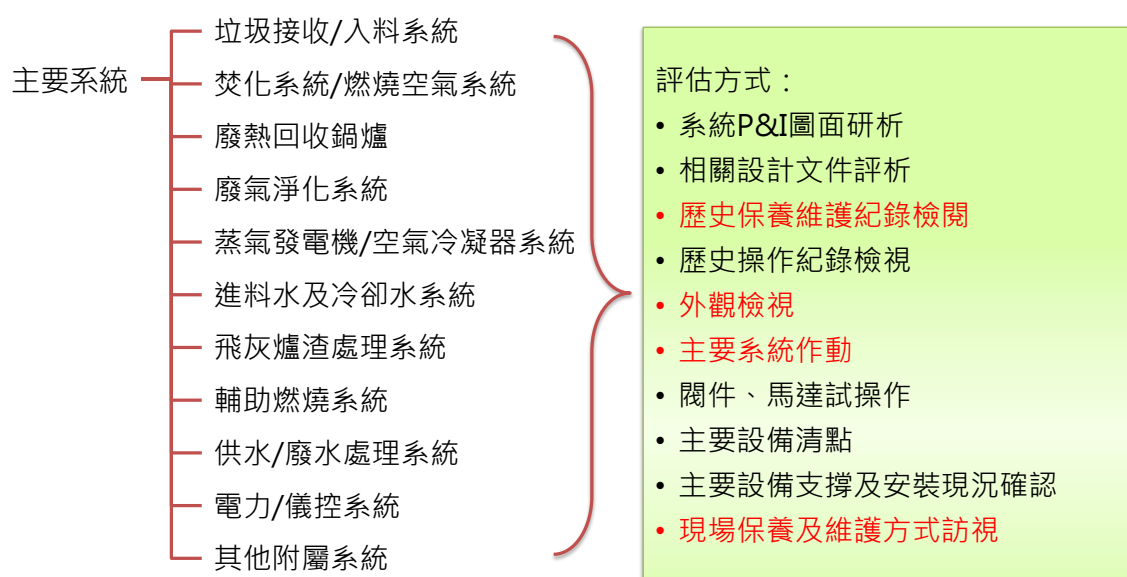 主要系統
垃圾接收/入料系統
焚化系統/燃燒空氣系統
廢熱回收鍋爐
廢氣淨化系統
蒸氣發電機/空氣冷凝器系統
進料水及冷卻水系統
飛灰爐渣處理系統
輔助燃燒系統
供水/廢水處理系統
電力/儀控系統
其他附屬系統
評估方式：
• 系統P&I圖面研析
• 相關設計文件評析
• 歷史保養維護紀錄檢閱
• 歷史操作紀錄檢視
• 外觀檢視
• 主要系統作動
• 閥件、馬達試操作
• 主要設備清點
• 主要設備支撐及安裝現況確認
• 現場保養及維護方式訪視